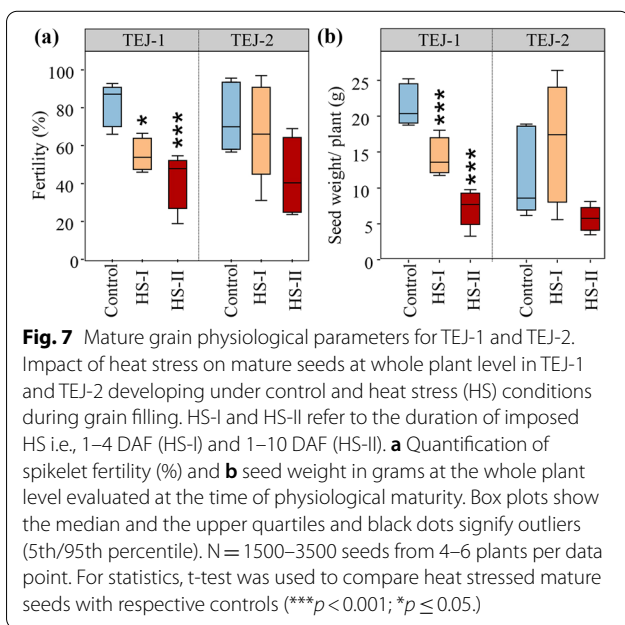 (a)
TEJ-1
TEJ-2
Fertility (%)
100
80
60
40
20
0
*
***
Control
HS-I
HS-II
Control
HS-I
HS-II
(b)
TEJ-1
TEJ-2
Seed weight/ plant (g)
25
20
15
10
5
0
***
***
Control
HS-I
HS-II
Control
HS-I
HS-II
Fig. 7 Mature grain physiological parameters for TEJ-1 and TEJ-2.
Impact of heat stress on mature seeds at whole plant level in TEJ-1
and TEJ-2 developing under control and heat stress (HS) conditions
during grain filling. HS-I and HS-II refer to the duration of imposed
HS i.e., 1–4 DAF (HS-I) and 1–10 DAF (HS-II). a Quantification of
spikelet fertility (%) and b seed weight in grams at the whole plant
level evaluated at the time of physiological maturity. Box plots show
the median and the upper quartiles and black dots signify outliers
(5th/95th percentile). N = 1500–3500 seeds from 4–6 plants per data
point. For statistics, t-test was used to compare heat stressed mature
seeds with respective controls (***p < 0.001; *p ≤ 0.05.)